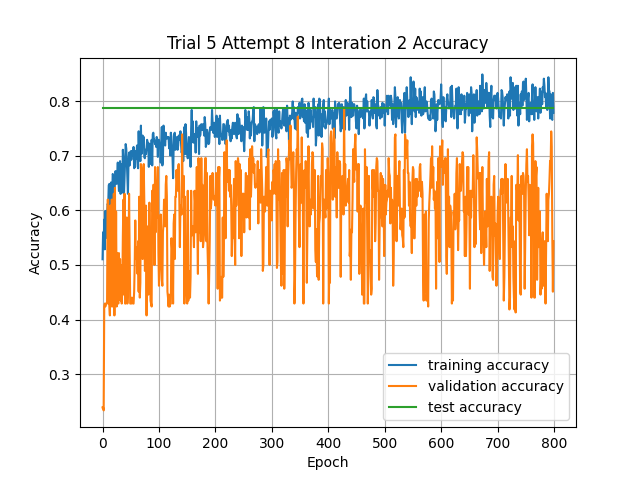 Trial 5 Attempt 8 Interation 2 Accuracy
Accuracy
0.8
0.7
0.6
0.5
0.4
0.3
training accuracy
validation accuracy
test accuracy
0 100 200 300 400 500 600 700 800
Epoch